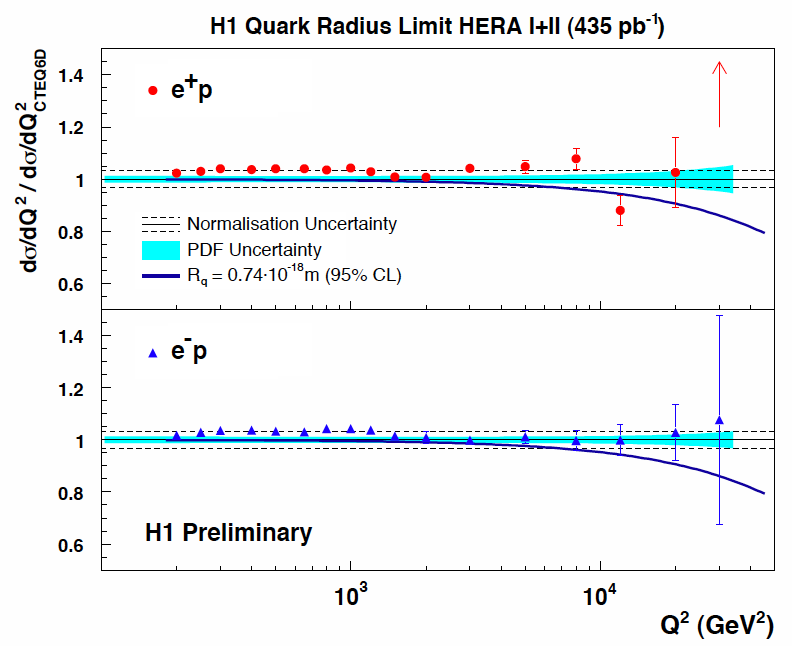 H1 Quark Radius Limit HERA I+II (435 pb⁻¹)
dσ/dQ² / dσ/dQ²CTEQ6D
1.4
1.2
1
0.8
0.6
e⁺p
Normalisation Uncertainty
PDF Uncertainty
Rq = 0.74·10⁻¹⁸m (95% CL)
1.4
1.2
1
0.8
0.6
e⁻p
H1 Preliminary
10³
10⁴
Q² (GeV²)